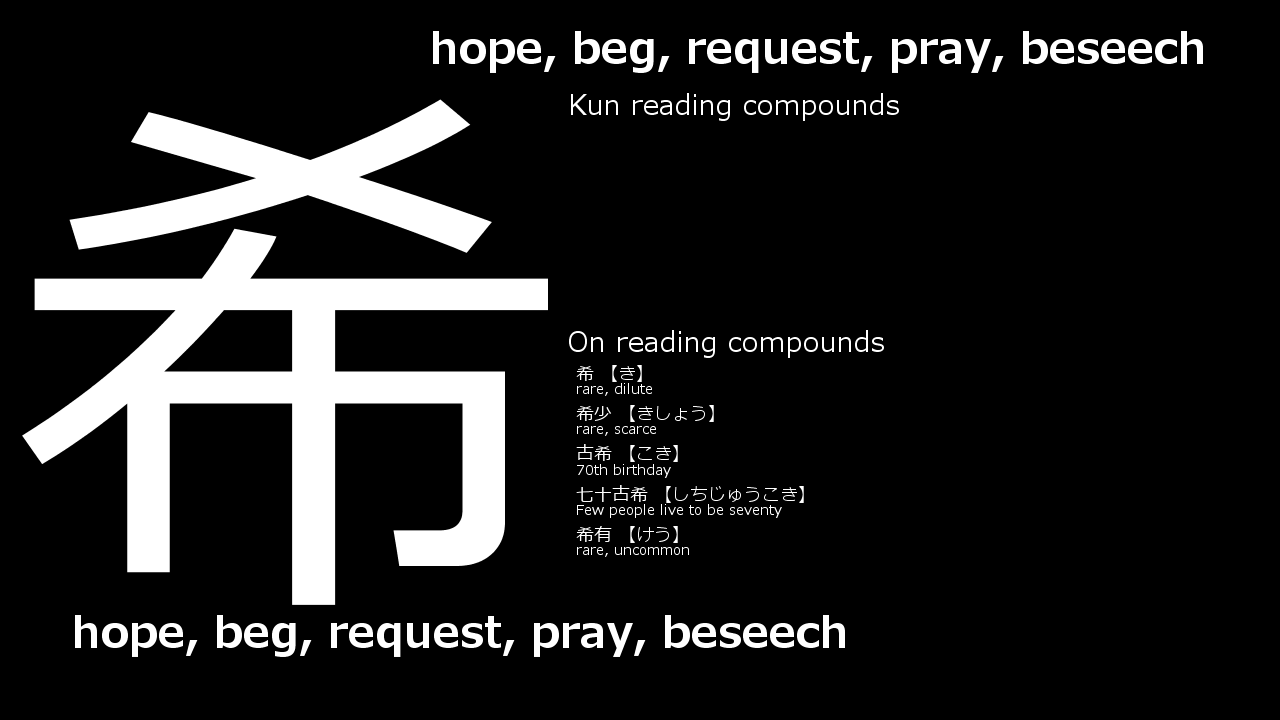 hope, beg, request, pray, beseech
Kun reading compounds
希
On reading compounds
希 【き】
rare, dilute
希少 【きしょう】
rare, scarce
古希 【こき】
70th birthday
七十古希 【しちじゅうこき】
Few people live to be seventy
希有 【けう】
rare, uncommon
hope, beg, request, pray, beseech